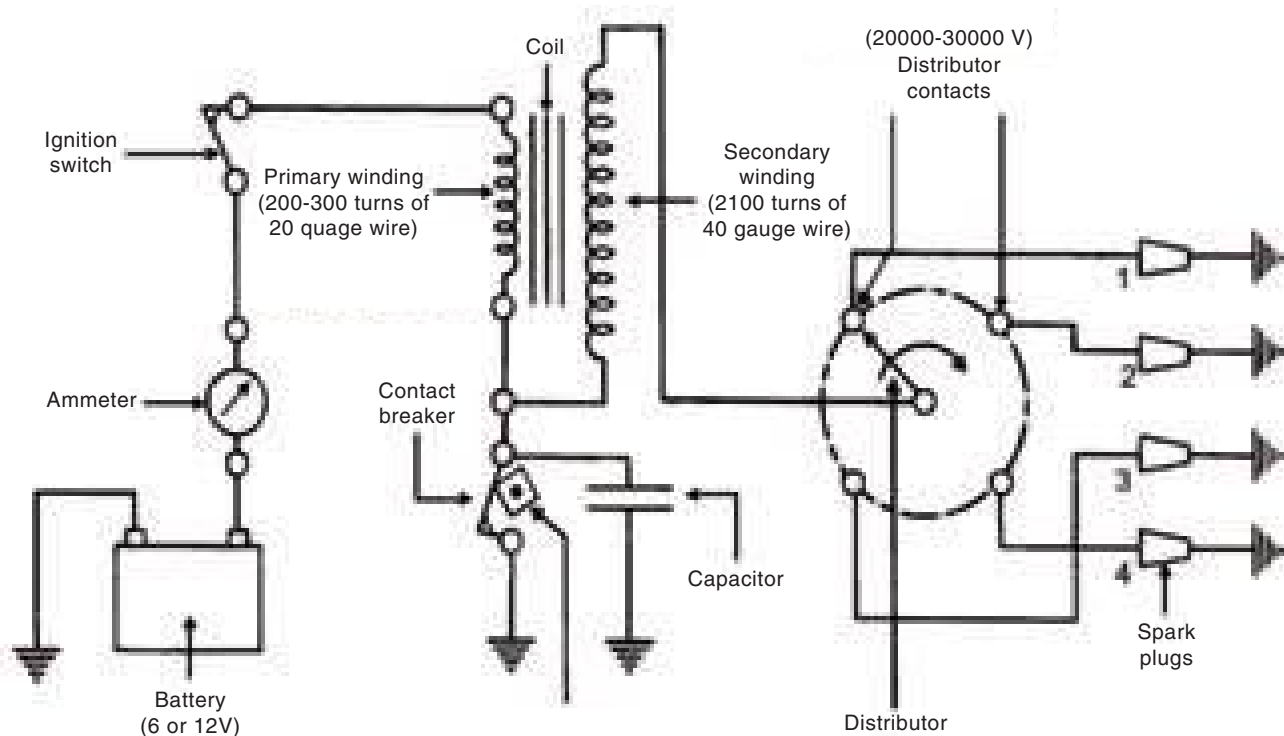 (20000-30000 V)
Distributor
contacts
Coil
Ignition
switch
Primary winding
(200-300 turns of
20 quage wire)
Secondary
winding
(2100 turns of
40 gauge wire)
1
2
Ammeter
Contact
breaker
3
4
Capacitor
Spark
plugs
Battery
(6 or 12V)
Distributor